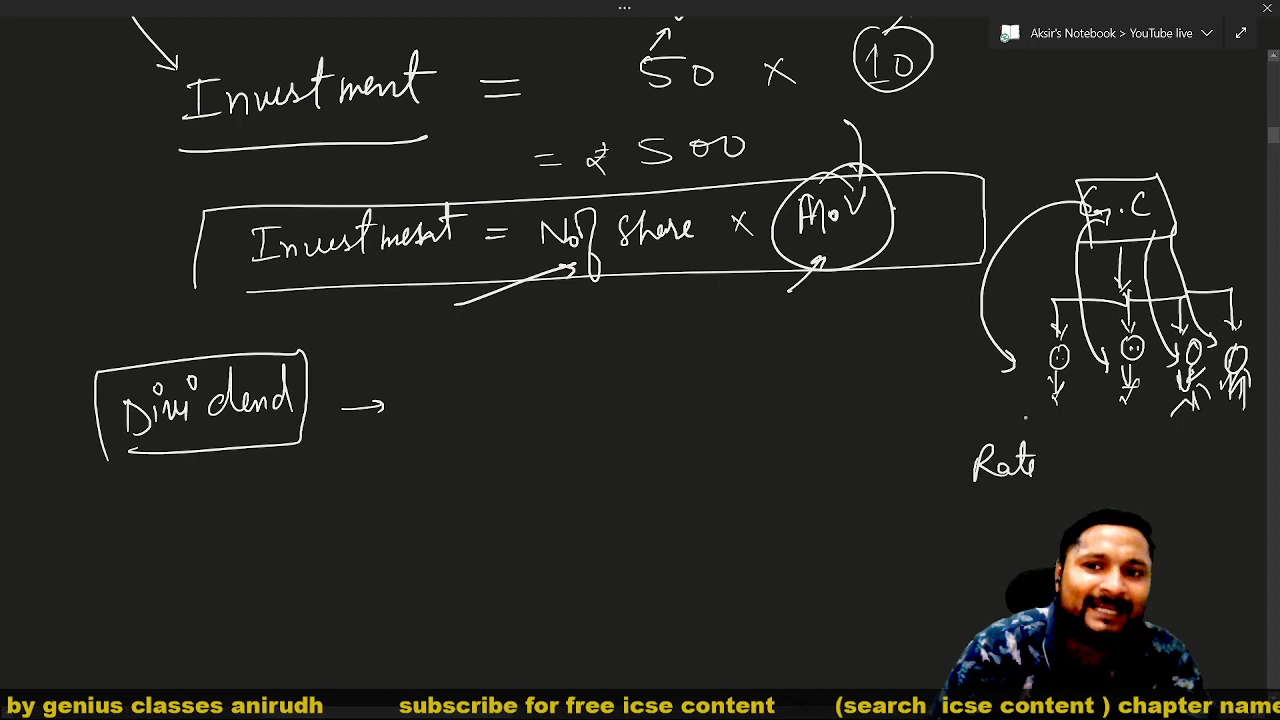 Aksir's Notebook > YouTube live
Investment = 50 × 10
= ₹ 500
Investment = No of Share × M.V
G.C
Dividend →
Rate
by genius classes anirudh subscribe for free icse content (search icse content ) chapter name